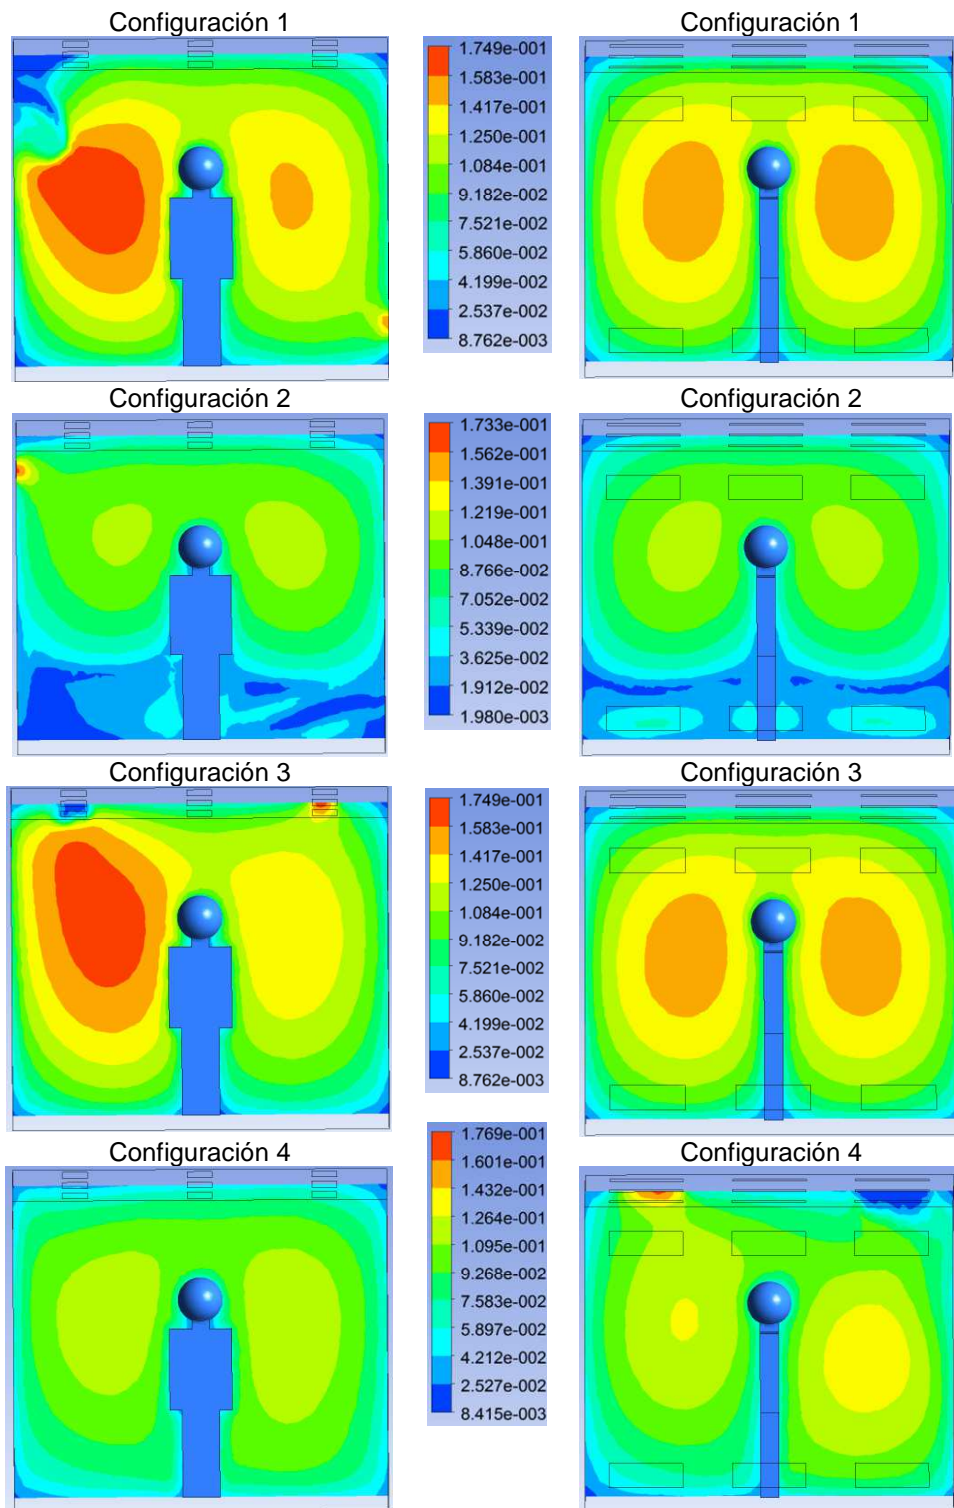 Configuración 1
Configuración 1
1.749e-001
1.583e-001
1.417e-001
1.250e-001
1.084e-001
9.182e-002
7.521e-002
5.860e-002
4.199e-002
2.537e-002
8.762e-003
Configuración 2
Configuración 2
1.733e-001
1.562e-001
1.391e-001
1.219e-001
1.048e-001
8.766e-002
7.052e-002
5.339e-002
3.625e-002
1.912e-002
1.980e-003
Configuración 3
Configuración 3
1.749e-001
1.583e-001
1.417e-001
1.250e-001
1.084e-001
9.182e-002
7.521e-002
5.860e-002
4.199e-002
2.537e-002
8.762e-003
Configuración 4
Configuración 4
1.769e-001
1.601e-001
1.432e-001
1.264e-001
1.095e-001
9.268e-002
7.583e-002
5.897e-002
4.212e-002
2.527e-002
8.415e-003